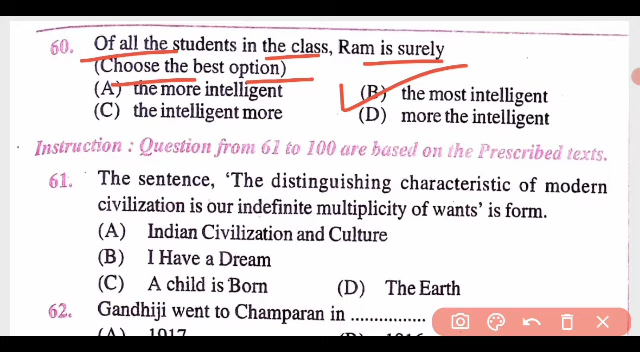 60. Of all the students in the class, Ram is surely
(Choose the best option)
(A) the more intelligent (B) the most intelligent
(C) the intelligent more (D) more the intelligent
Instruction : Question from 61 to 100 are based on the Prescribed texts.
61. The sentence, ‘The distinguishing characteristic of modern
civilization is our indefinite multiplicity of wants’ is form.
(A) Indian Civilization and Culture
(B) I Have a Dream
(C) A child is Born (D) The Earth
62. Gandhiji went to Champaran in ...............
(A) 1917